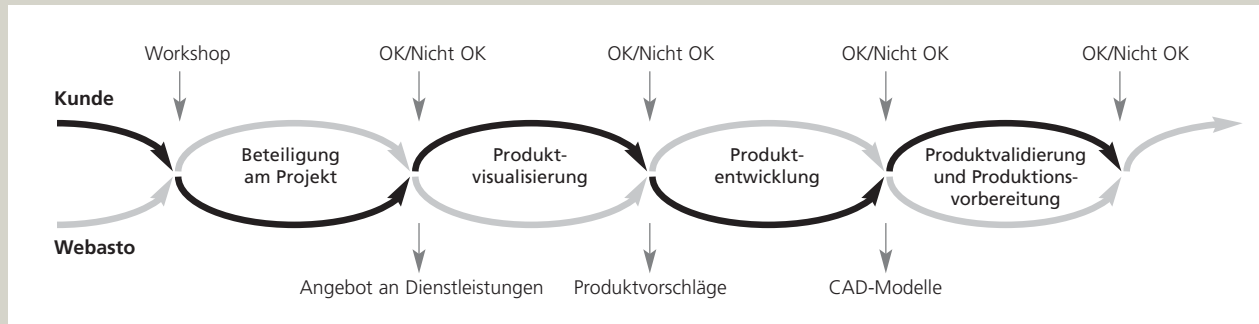 Workshop
OK/Nicht OK
OK/Nicht OK
OK/Nicht OK
OK/Nicht OK
Kunde
Beteiligung
am Projekt
Produkt-
visualisierung
Produkt-
entwicklung
Produktvalidierung
und Produktions-
vorbereitung
Webasto
Angebot an Dienstleistungen
Produktvorschläge
CAD-Modelle